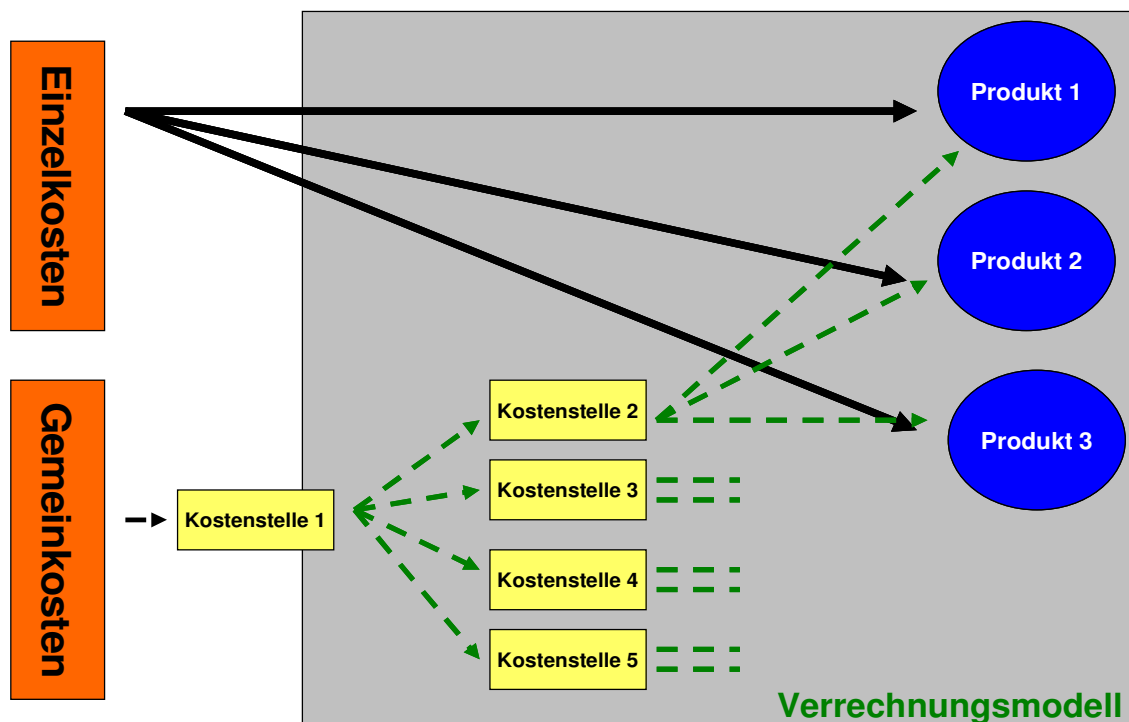 Einzelkosten
Produkt 1
Produkt 2
Gemeinkosten
Kostenstelle 2
Produkt 3
Kostenstelle 3
Kostenstelle 1
Kostenstelle 4
Kostenstelle 5
Verrechnungsmodell